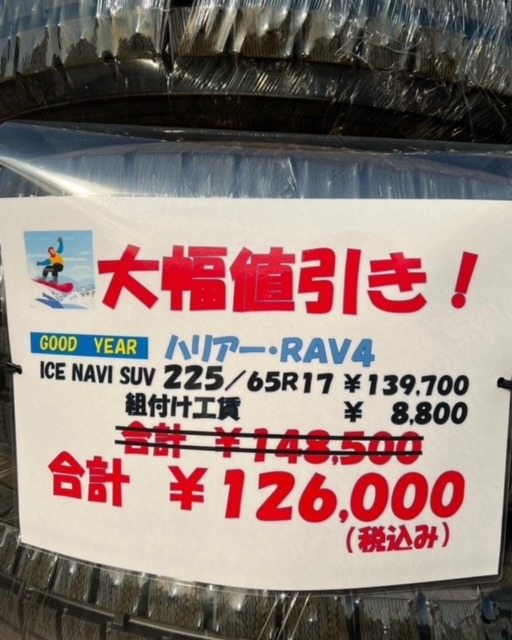 大幅値引き！
GOOD YEAR ハリアー・RAV4
ICE NAVI SUV 225/65R17 ¥139,700
組付け工賃 ¥ 8,800
合計 ¥148,500
合計 ¥126,000
(税込み)